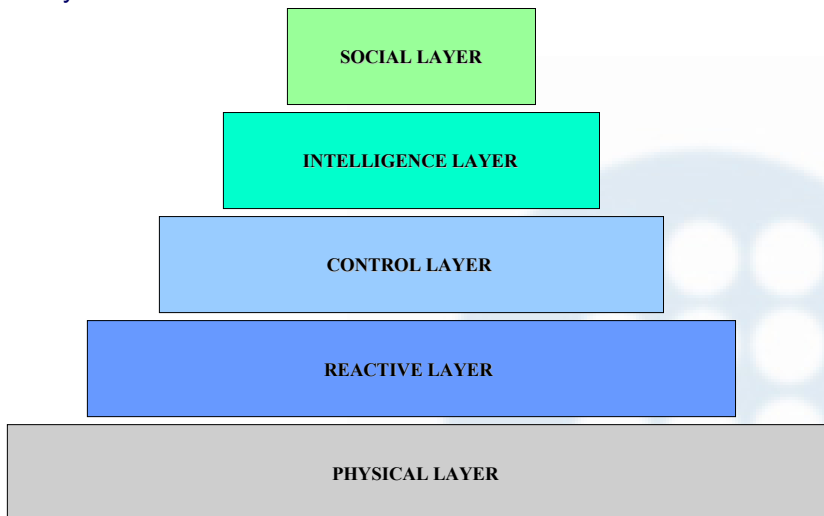 SOCIAL LAYER
INTELLIGENCE LAYER
CONTROL LAYER
REACTIVE LAYER
PHYSICAL LAYER